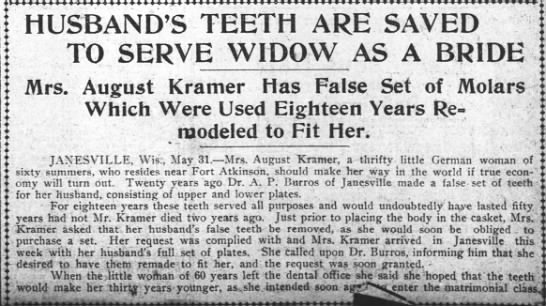 HUSBAND'S TEETH ARE SAVED
TO SERVE WIDOW AS A BRIDE
Mrs. August Kramer Has False Set of Molars
Which Were Used Eighteen Years Re-
modeled to Fit Her.
JANESVILLE, Wis., May 31.—Mrs. August Kramer, a thrifty little German woman of
sixty summers, who resides near Fort Atkinson, should make her way in the world if true econ-
omy will turn out. Twenty years ago Dr. A. P. Burros of Janesville made a false set of teeth
for her husband, consisting of upper and lower plates.
For eighteen years these teeth served all purposes and would undoubtedly have lasted fifty
years had not Mr. Kramer died two years ago. Just prior to placing the body in the casket, Mrs.
Kramer asked that her husband's false teeth be removed, as she would soon be obliged to
purchase a set. Her request was complied with and Mrs. Kramer arrived in Janesville this
week with her husband's full set of plates. She called upon Dr. Burros, informing him that she
desired to have them remade to fit her, and the request was soon granted.
When the little woman of 60 years left the dental office she said she hoped that the teeth
would make her thirty years younger, as she intended soon enter the matrimonial class